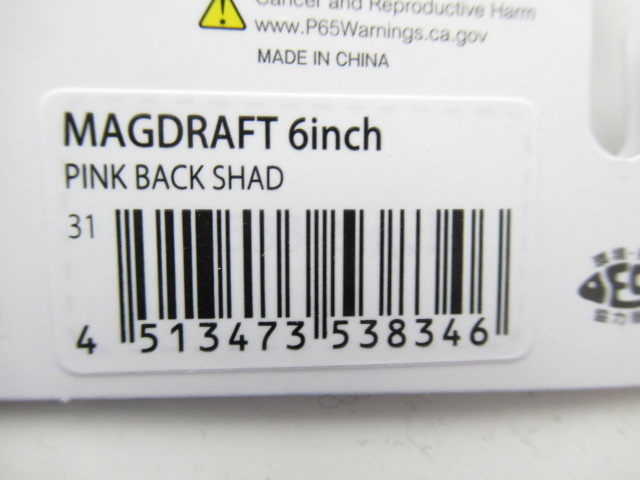 Cancer and Reproductive Harm
www.P65Warnings.ca.gov
MADE IN CHINA
MAGDRAFT 6inch
PINK BACK SHAD
31
4 513473 538346